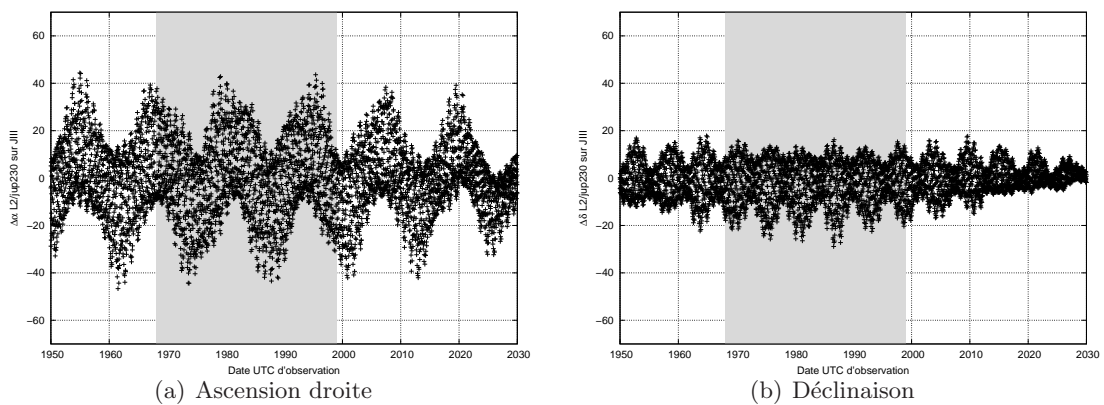 60
40
20
0
−20
−40
−60
1950 1960 1970 1980 1990 2000 2010 2020 2030
Δα L2/jup230 sur JIII
Date UTC d'observation
(a) Ascension droite
60
40
20
0
−20
−40
−60
1950 1960 1970 1980 1990 2000 2010 2020 2030
Δδ L2/jup230 sur JIII
Date UTC d'observation
(b) Déclinaison